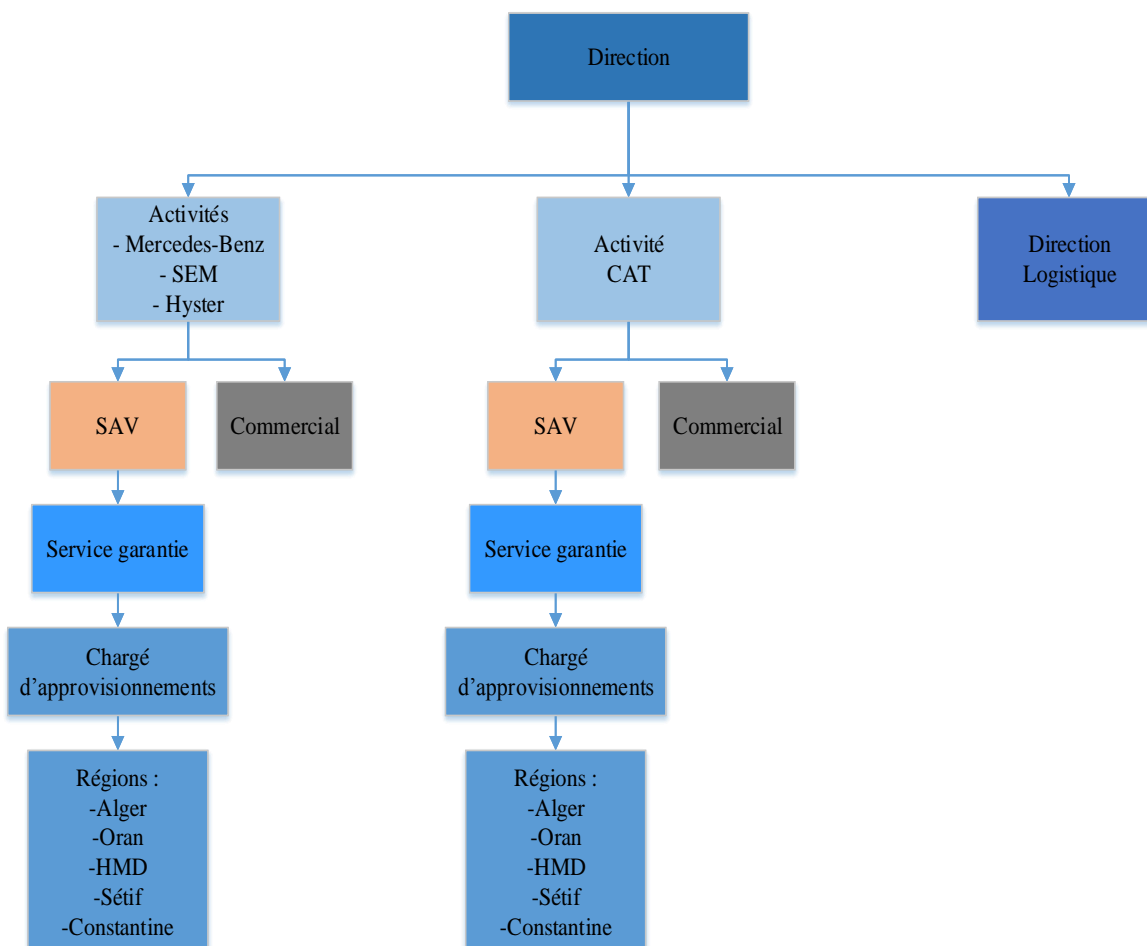 Direction
Activités
- Mercedes-Benz
- SEM
- Hyster
Activité
CAT
Direction
Logistique
SAV
Commercial
SAV
Commercial
Service garantie
Service garantie
Chargé
d’approvisionnements
Chargé
d’approvisionnements
Régions :
-Alger
-Oran
-HMD
-Sétif
-Constantine
Régions :
-Alger
-Oran
-HMD
-Sétif
-Constantine